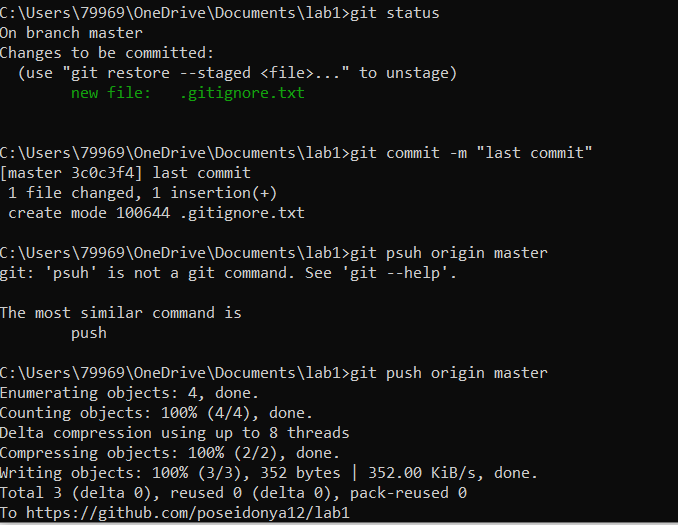 C:\Users\79969\OneDrive\Documents\lab1>git status
On branch master
Changes to be committed:
  (use "git restore --staged <file>..." to unstage)
        new file:   .gitignore.txt
C:\Users\79969\OneDrive\Documents\lab1>git commit -m "last commit"
[master 3c0c3f4] last commit
 1 file changed, 1 insertion(+)
 create mode 100644 .gitignore.txt
C:\Users\79969\OneDrive\Documents\lab1>git psuh origin master
git: 'psuh' is not a git command. See 'git --help'.
The most similar command is
        push
C:\Users\79969\OneDrive\Documents\lab1>git push origin master
Enumerating objects: 4, done.
Counting objects: 100% (4/4), done.
Delta compression using up to 8 threads
Compressing objects: 100% (2/2), done.
Writing objects: 100% (3/3), 352 bytes | 352.00 KiB/s, done.
Total 3 (delta 0), reused 0 (delta 0), pack-reused 0
To https://github.com/poseidonya12/lab1